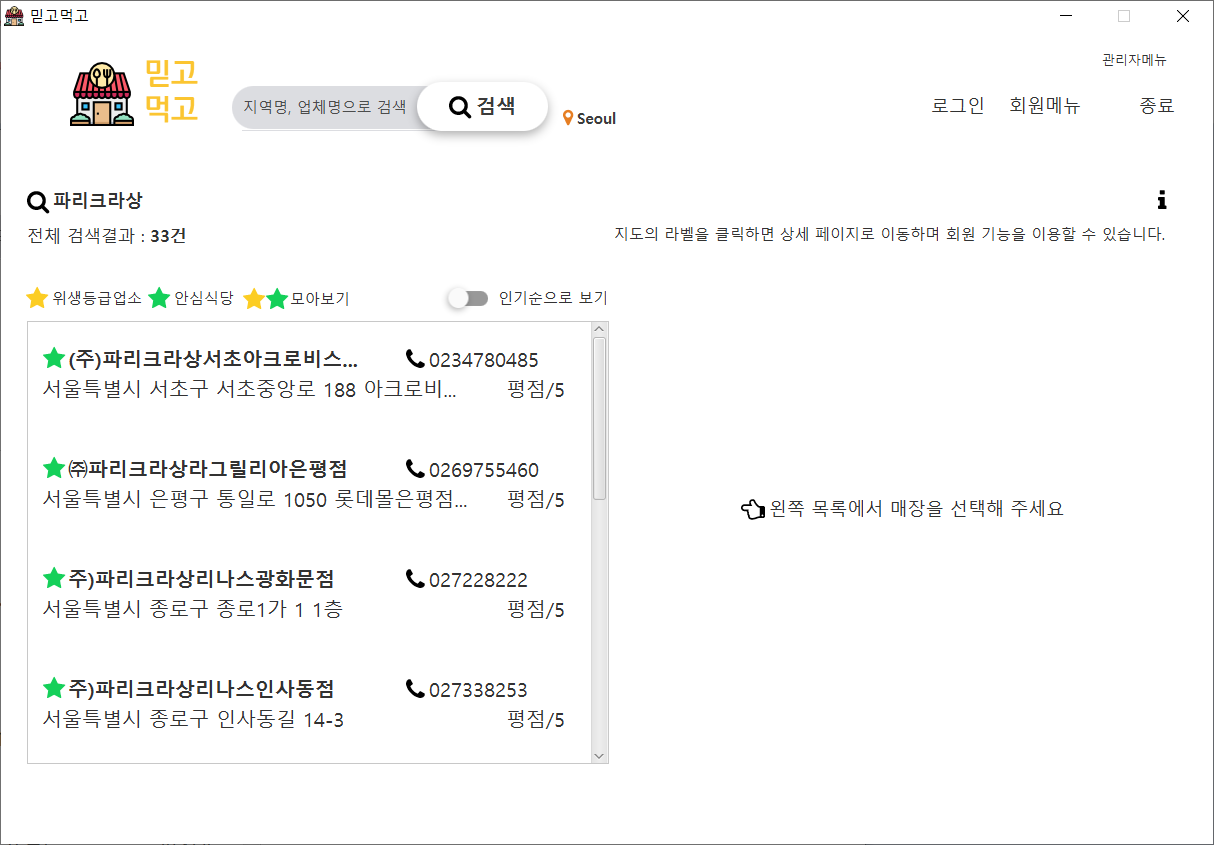 믿고먹고
관리자메뉴
믿고
먹고
지역명, 업체명으로 검색
검색
Seoul
로그인 회원메뉴 종료
파리크라상
전체 검색결과 : 33건
지도의 라벨을 클릭하면 상세 페이지로 이동하며 회원 기능을 이용할 수 있습니다.
위생등급업소 안심식당 모아보기 인기순으로 보기
(주)파리크라상서초아크로비스... 0234780485
서울특별시 서초구 서초중앙로 188 아크로비... 평점/5
㈜파리크라상라그릴리아은평점 0269755460
서울특별시 은평구 통일로 1050 롯데몰은평점... 평점/5
주)파리크라상리나스광화문점 027228222
서울특별시 종로구 종로1가 1 1층 평점/5
주)파리크라상리나스인사동점 027338253
서울특별시 종로구 인사동길 14-3 평점/5
왼쪽 목록에서 매장을 선택해 주세요